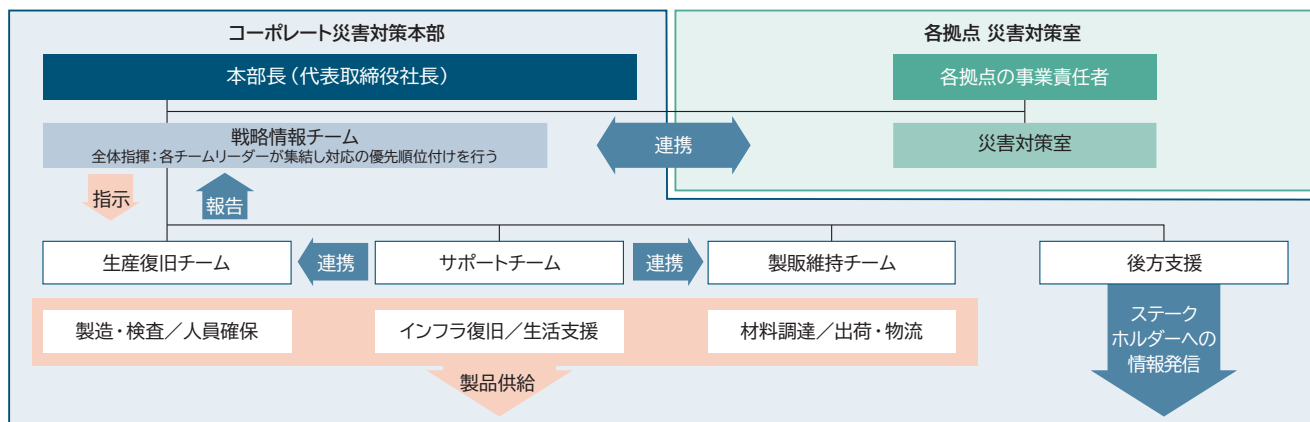 コーポレート災害対策本部
各拠点 災害対策室
本部長（代表取締役社長）
各拠点の事業責任者
戦略情報チーム
全体指揮：各チームリーダーが集結し対応の優先順位付けを行う
連携
災害対策室
指示
報告
生産復旧チーム
連携
サポートチーム
連携
製販維持チーム
後方支援
製造・検査／人員確保
インフラ復旧／生活支援
材料調達／出荷・物流
ステーク
ホルダーへの
情報発信
製品供給